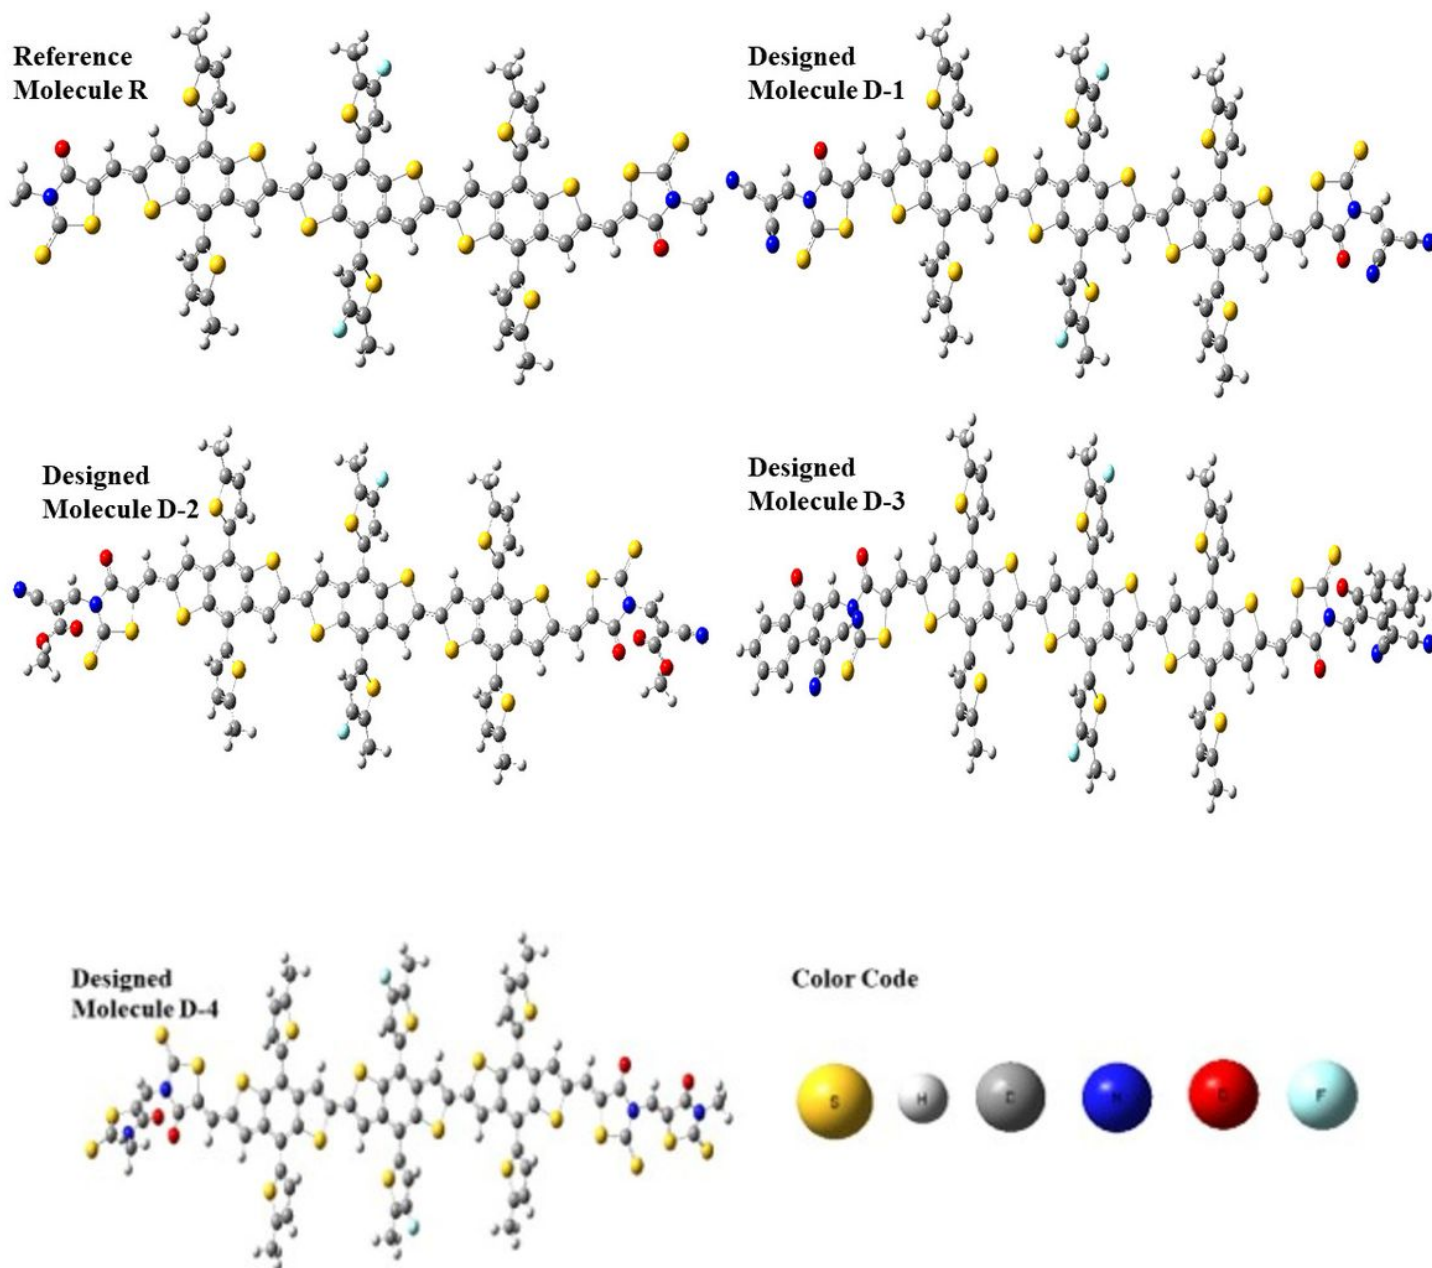 Reference
Molecule R
Designed
Molecule D-1
Designed
Molecule D-2
Designed
Molecule D-3
Designed
Molecule D-4
Color Code
S H C N O F